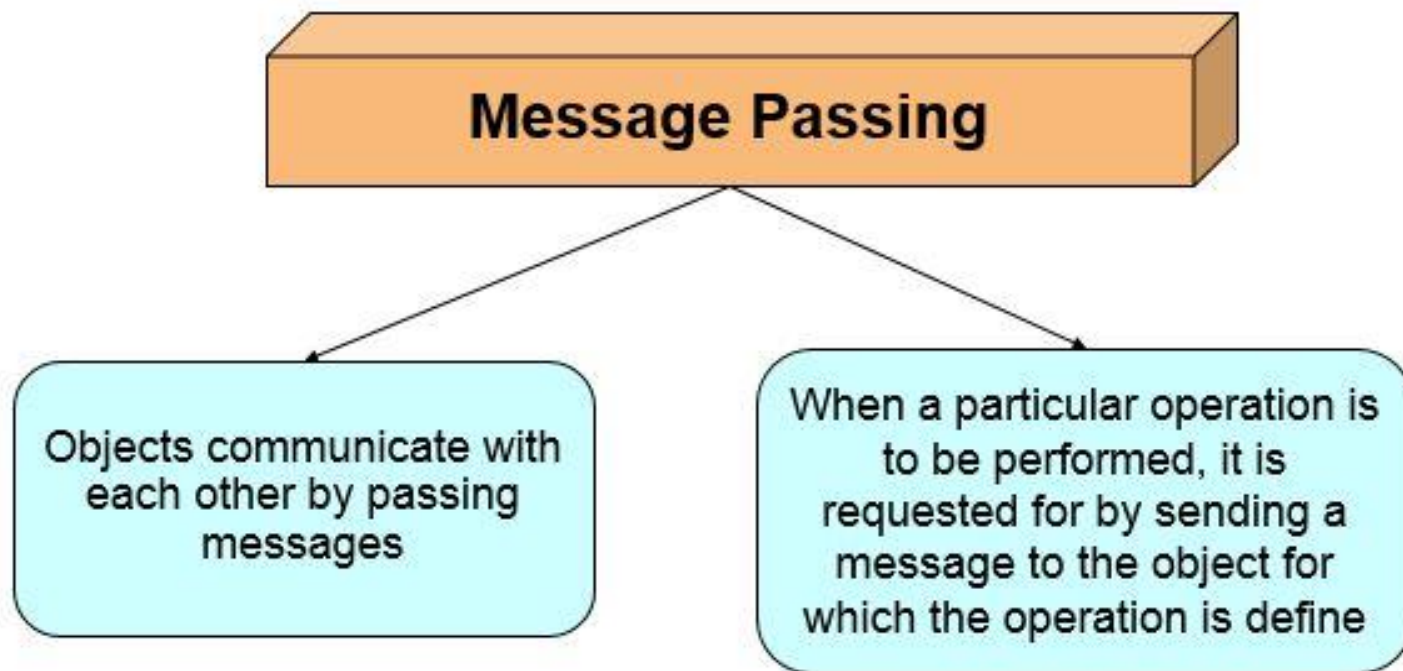 Message Passing
Objects communicate with
each other by passing
messages
When a particular operation is
to be performed, it is
requested for by sending a
message to the object for
which the operation is define